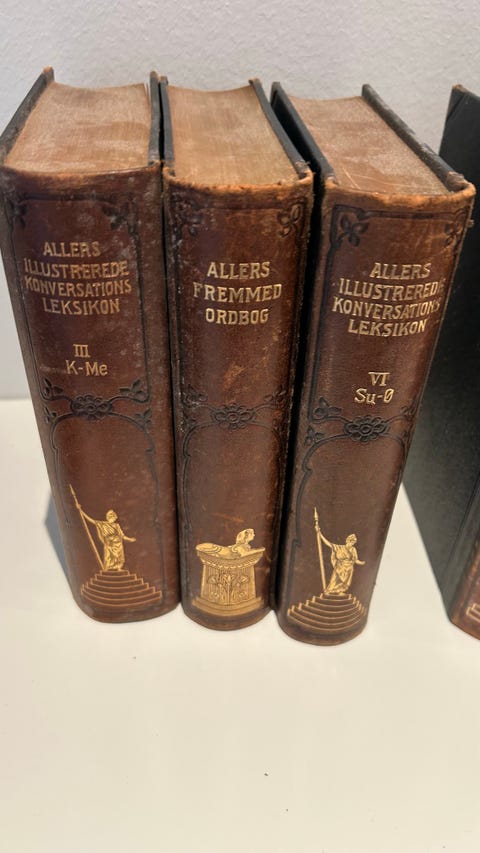 ALLERS
ILLUSTREREDE
KONVERSATIONS
LEKSIKON
III
K-Me
ALLERS
FREMMED
ORDBOG
ALLERS
ILLUSTREREDE
KONVERSATIONS
LEKSIKON
VI
Su-Ø